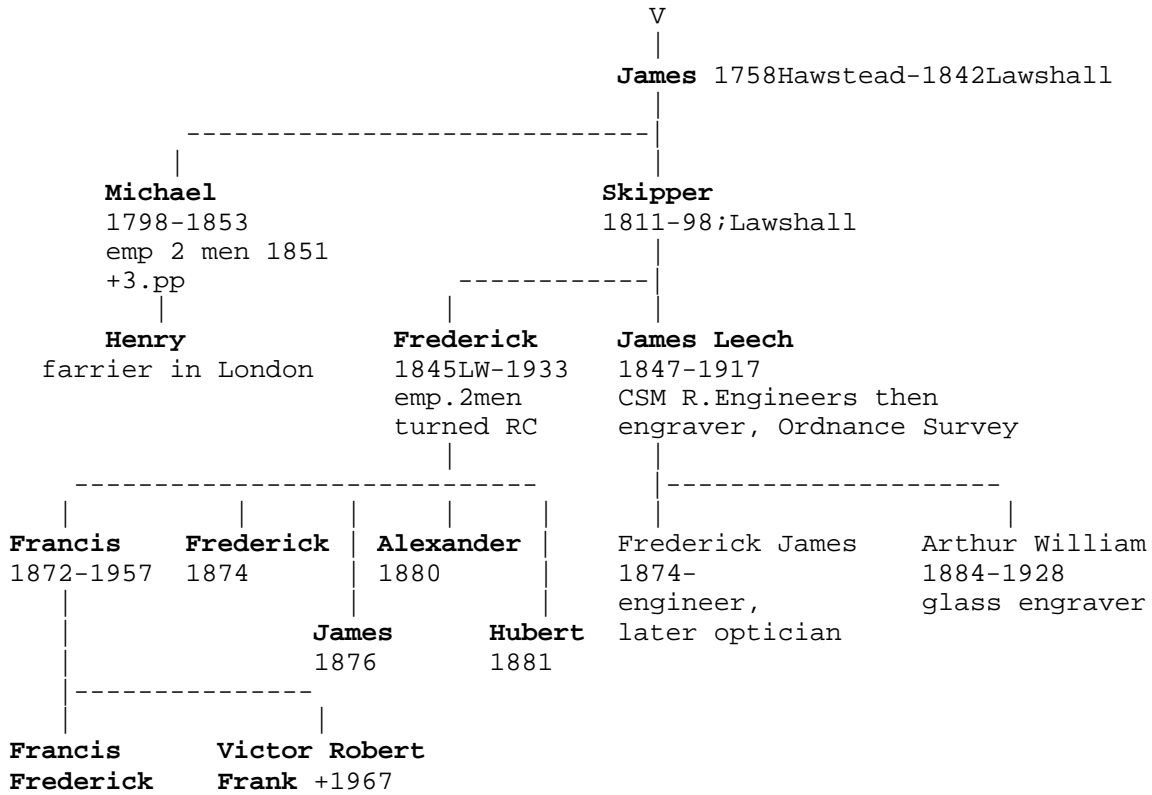 V
James 1758Hawstead-1842Lawshall
Michael Skipper
1798-1853 1811-98;Lawshall
emp 2 men 1851
+3.pp
Henry Frederick James Leech
farrier in London 1845LW-1933 1847-1917
emp.2men CSM R.Engineers then
turned RC engraver, Ordnance Survey
Francis Frederick Alexander Frederick James Arthur William
1872-1957 1874 1880 1874- 1884-1928
engineer, glass engraver
James Hubert later optician
1876 1881
Francis Victor Robert
Frederick Frank +1967